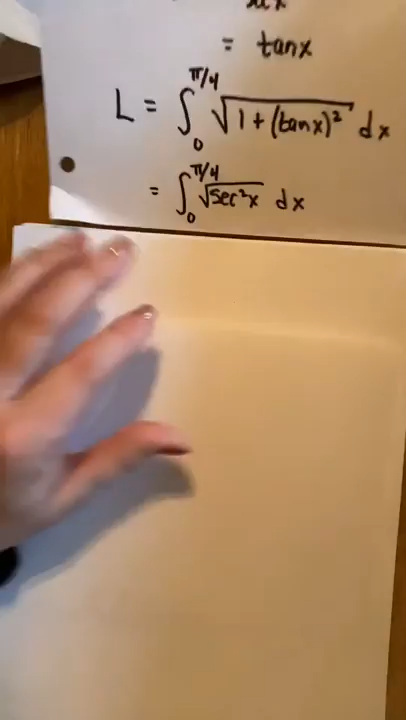 = tanx
L = ∫₀^π/4 √1 + (tanx)² dx
= ∫₀^π/4 √sec²x dx